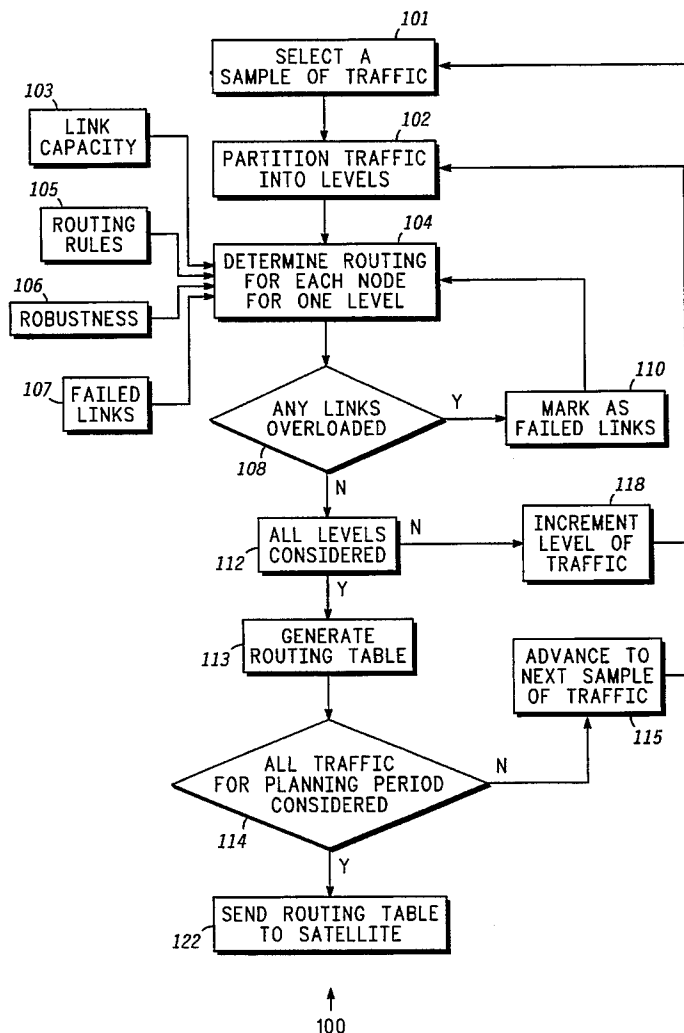 101
SELECT A
SAMPLE OF TRAFFIC
103
LINK
CAPACITY
102
PARTITION TRAFFIC
INTO LEVELS
105
ROUTING
RULES
104
DETERMINE ROUTING
FOR EACH NODE
FOR ONE LEVEL
106
ROBUSTNESS
107
FAILED
LINKS
ANY LINKS
OVERLOADED
108
Y
110
MARK AS
FAILED LINKS
N
ALL LEVELS
CONSIDERED
112
N
118
INCREMENT
LEVEL OF
TRAFFIC
Y
GENERATE
ROUTING TABLE
113
ADVANCE TO
NEXT SAMPLE
OF TRAFFIC
115
ALL TRAFFIC
FOR PLANNING PERIOD
CONSIDERED
114
N
Y
SEND ROUTING TABLE
TO SATELLITE
122
100